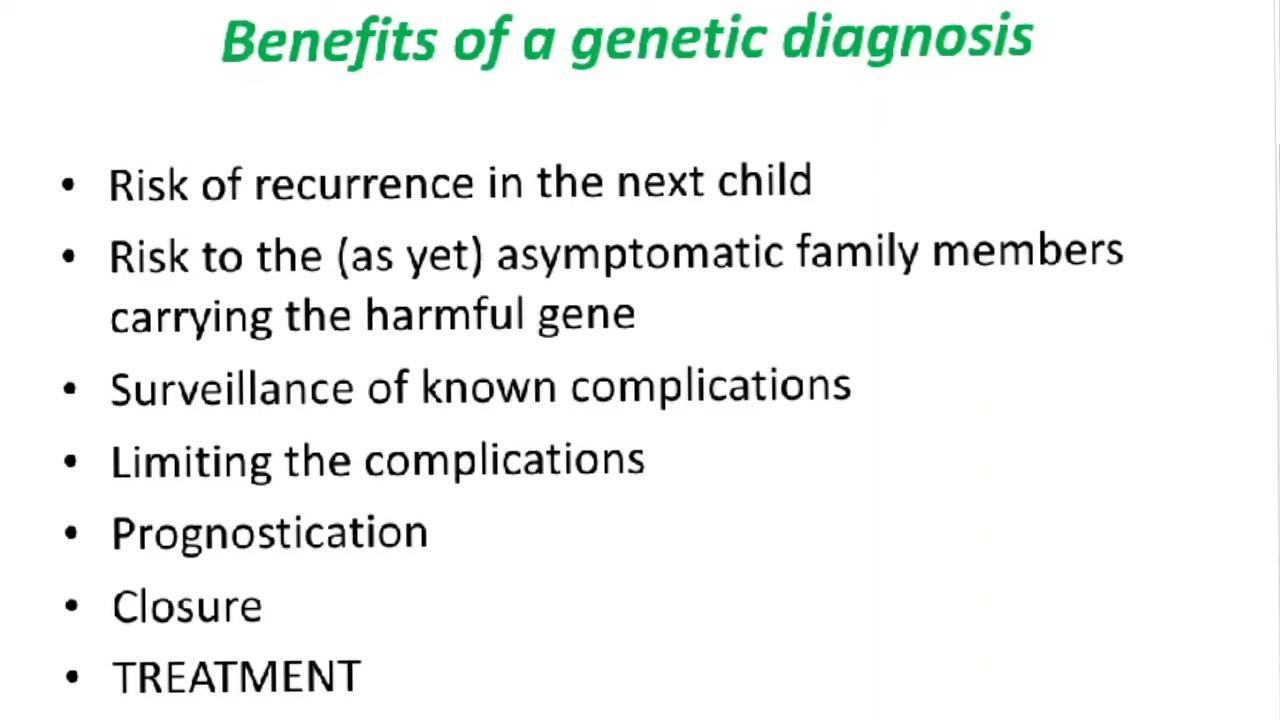 Benefits of a genetic diagnosis
• Risk of recurrence in the next child
• Risk to the (as yet) asymptomatic family members
carrying the harmful gene
• Surveillance of known complications
• Limiting the complications
• Prognostication
• Closure
• TREATMENT